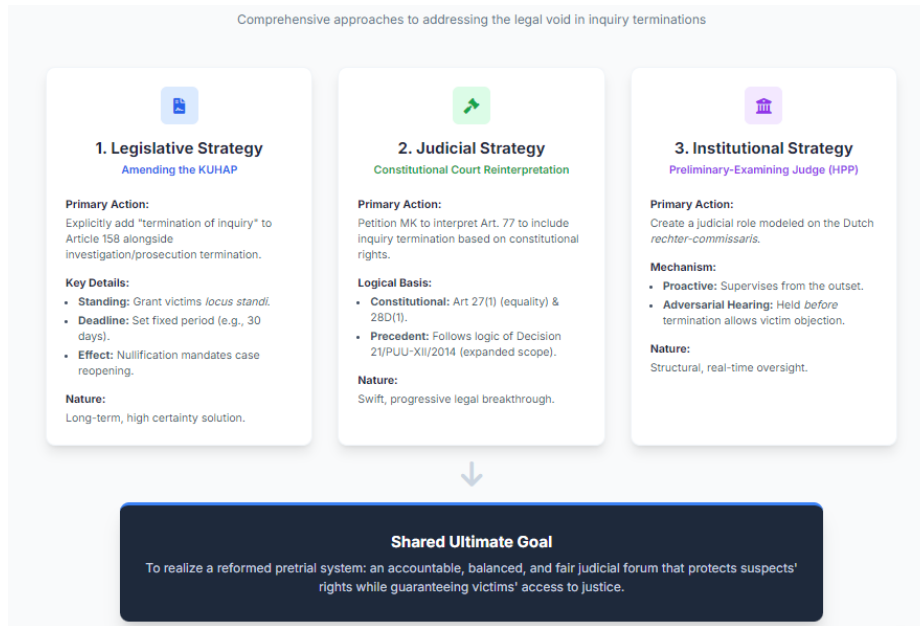 Comprehensive approaches to addressing the legal void in inquiry terminations
1. Legislative Strategy
Amending the KUHAP
Primary Action:
Explicitly add "termination of inquiry" to
Article 158 alongside
investigation/prosecution termination.
Key Details:
• Standing: Grant victims locus standi.
• Deadline: Set fixed period (e.g., 30
days).
• Effect: Nullification mandates case
reopening.
Nature:
Long-term, high certainty solution.
2. Judicial Strategy
Constitutional Court Reinterpretation
Primary Action:
Petition MK to interpret Art. 77 to include
inquiry termination based on constitutional
rights.
Logical Basis:
• Constitutional: Art 27(1) (equality) &
28D(1).
• Precedent: Follows logic of Decision
21/PUU-XII/2014 (expanded scope).
Nature:
Swift, progressive legal breakthrough.
3. Institutional Strategy
Preliminary-Examining Judge (HPP)
Primary Action:
Create a judicial role modeled on the Dutch
rechter-commissaris.
Mechanism:
• Proactive: Supervises from the outset.
• Adversarial Hearing: Held before
termination allows victim objection.
Nature:
Structural, real-time oversight.
Shared Ultimate Goal
To realize a reformed pretrial system: an accountable, balanced, and fair judicial forum that protects suspects'
rights while guaranteeing victims' access to justice.